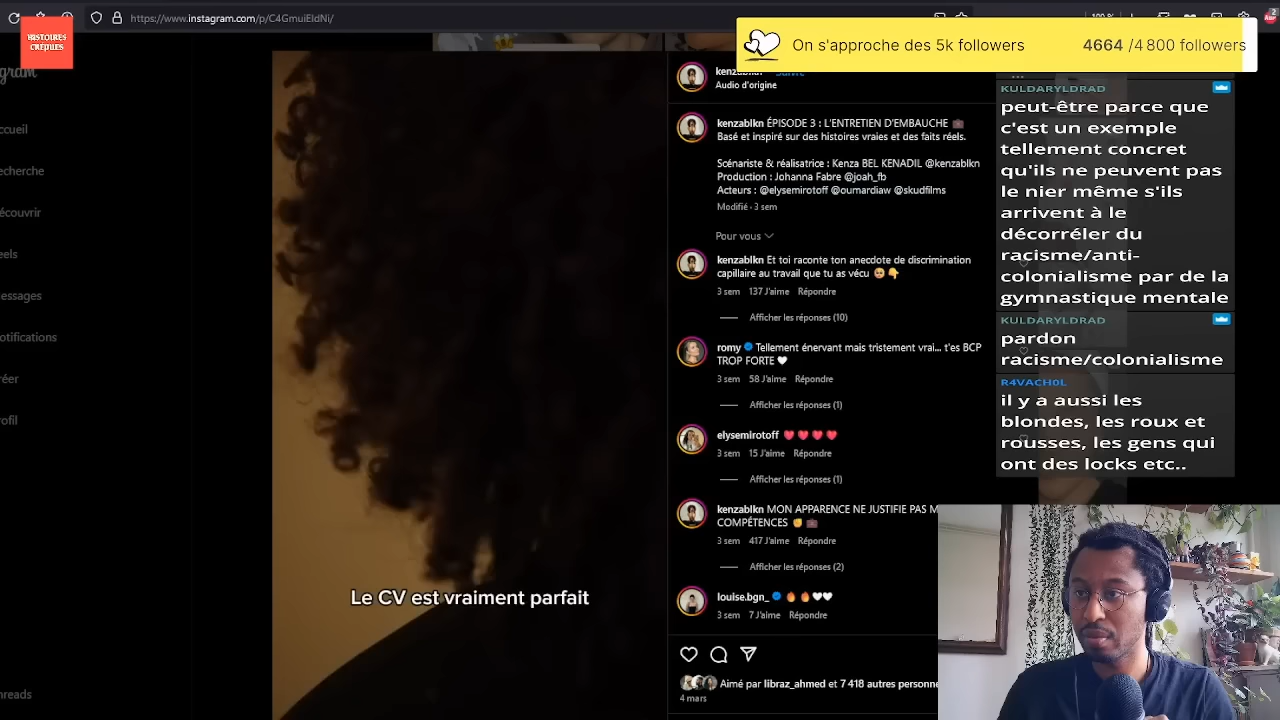 https://www.instagram.com/p/C4GmuiEIdNi/
HISTOIRES
CRÉPUES
On s'approche des 5k followers
4664 /4 800 followers
gram
ccueil
echerche
écouvrir
eels
essages
otifications
réer
rofil
hreads
Le CV est vraiment parfait
kenzablkn
Suivre
Audio d'origine
kenzablkn ÉPISODE 3 : L'ENTRETIEN D'EMBAUCHE 💼
Basé et inspiré sur des histoires vraies et des faits réels.
Scénariste & réalisatrice : Kenza BEL KENADIL @kenzablkn
Production : Johanna Fabre @joah_fb
Acteurs : @elysemirotoff @oumardiaw @skudfilms
Modifié · 3 sem
Pour vous
kenzablkn Et toi raconte ton anecdote de discrimination
capillaire au travail que tu as vécu 🥺👇
3 sem 137 J'aime Répondre
Afficher les réponses (10)
romy Tellement énervant mais tristement vrai... t'es BCP
TROP FORTE 🤍
3 sem 58 J'aime Répondre
Afficher les réponses (1)
elysemirotoff ❤️ ❤️ ❤️ ❤️
3 sem 15 J'aime Répondre
Afficher les réponses (1)
kenzablkn MON APPARENCE NE JUSTIFIE PAS M
COMPÉTENCES ✊ 💼
3 sem 417 J'aime Répondre
Afficher les réponses (2)
louise.bgn_ 🔥 🔥🤍🤍
3 sem 7 J'aime Répondre
Aimé par libraz_ahmed et 7 418 autres personne
4 mars
KULDARYLDRAD
peut-être parce que
c'est un exemple
tellement concret
qu'ils ne peuvent pas
le nier même s'ils
arrivent à le
décorréler du
racisme/anti-
colonialisme par de la
gymnastique mentale
KULDARYLDRAD
pardon
racisme/colonialisme
R4VACH0L
il y a aussi les
blondes, les roux et
rousses, les gens qui
ont des locks etc..